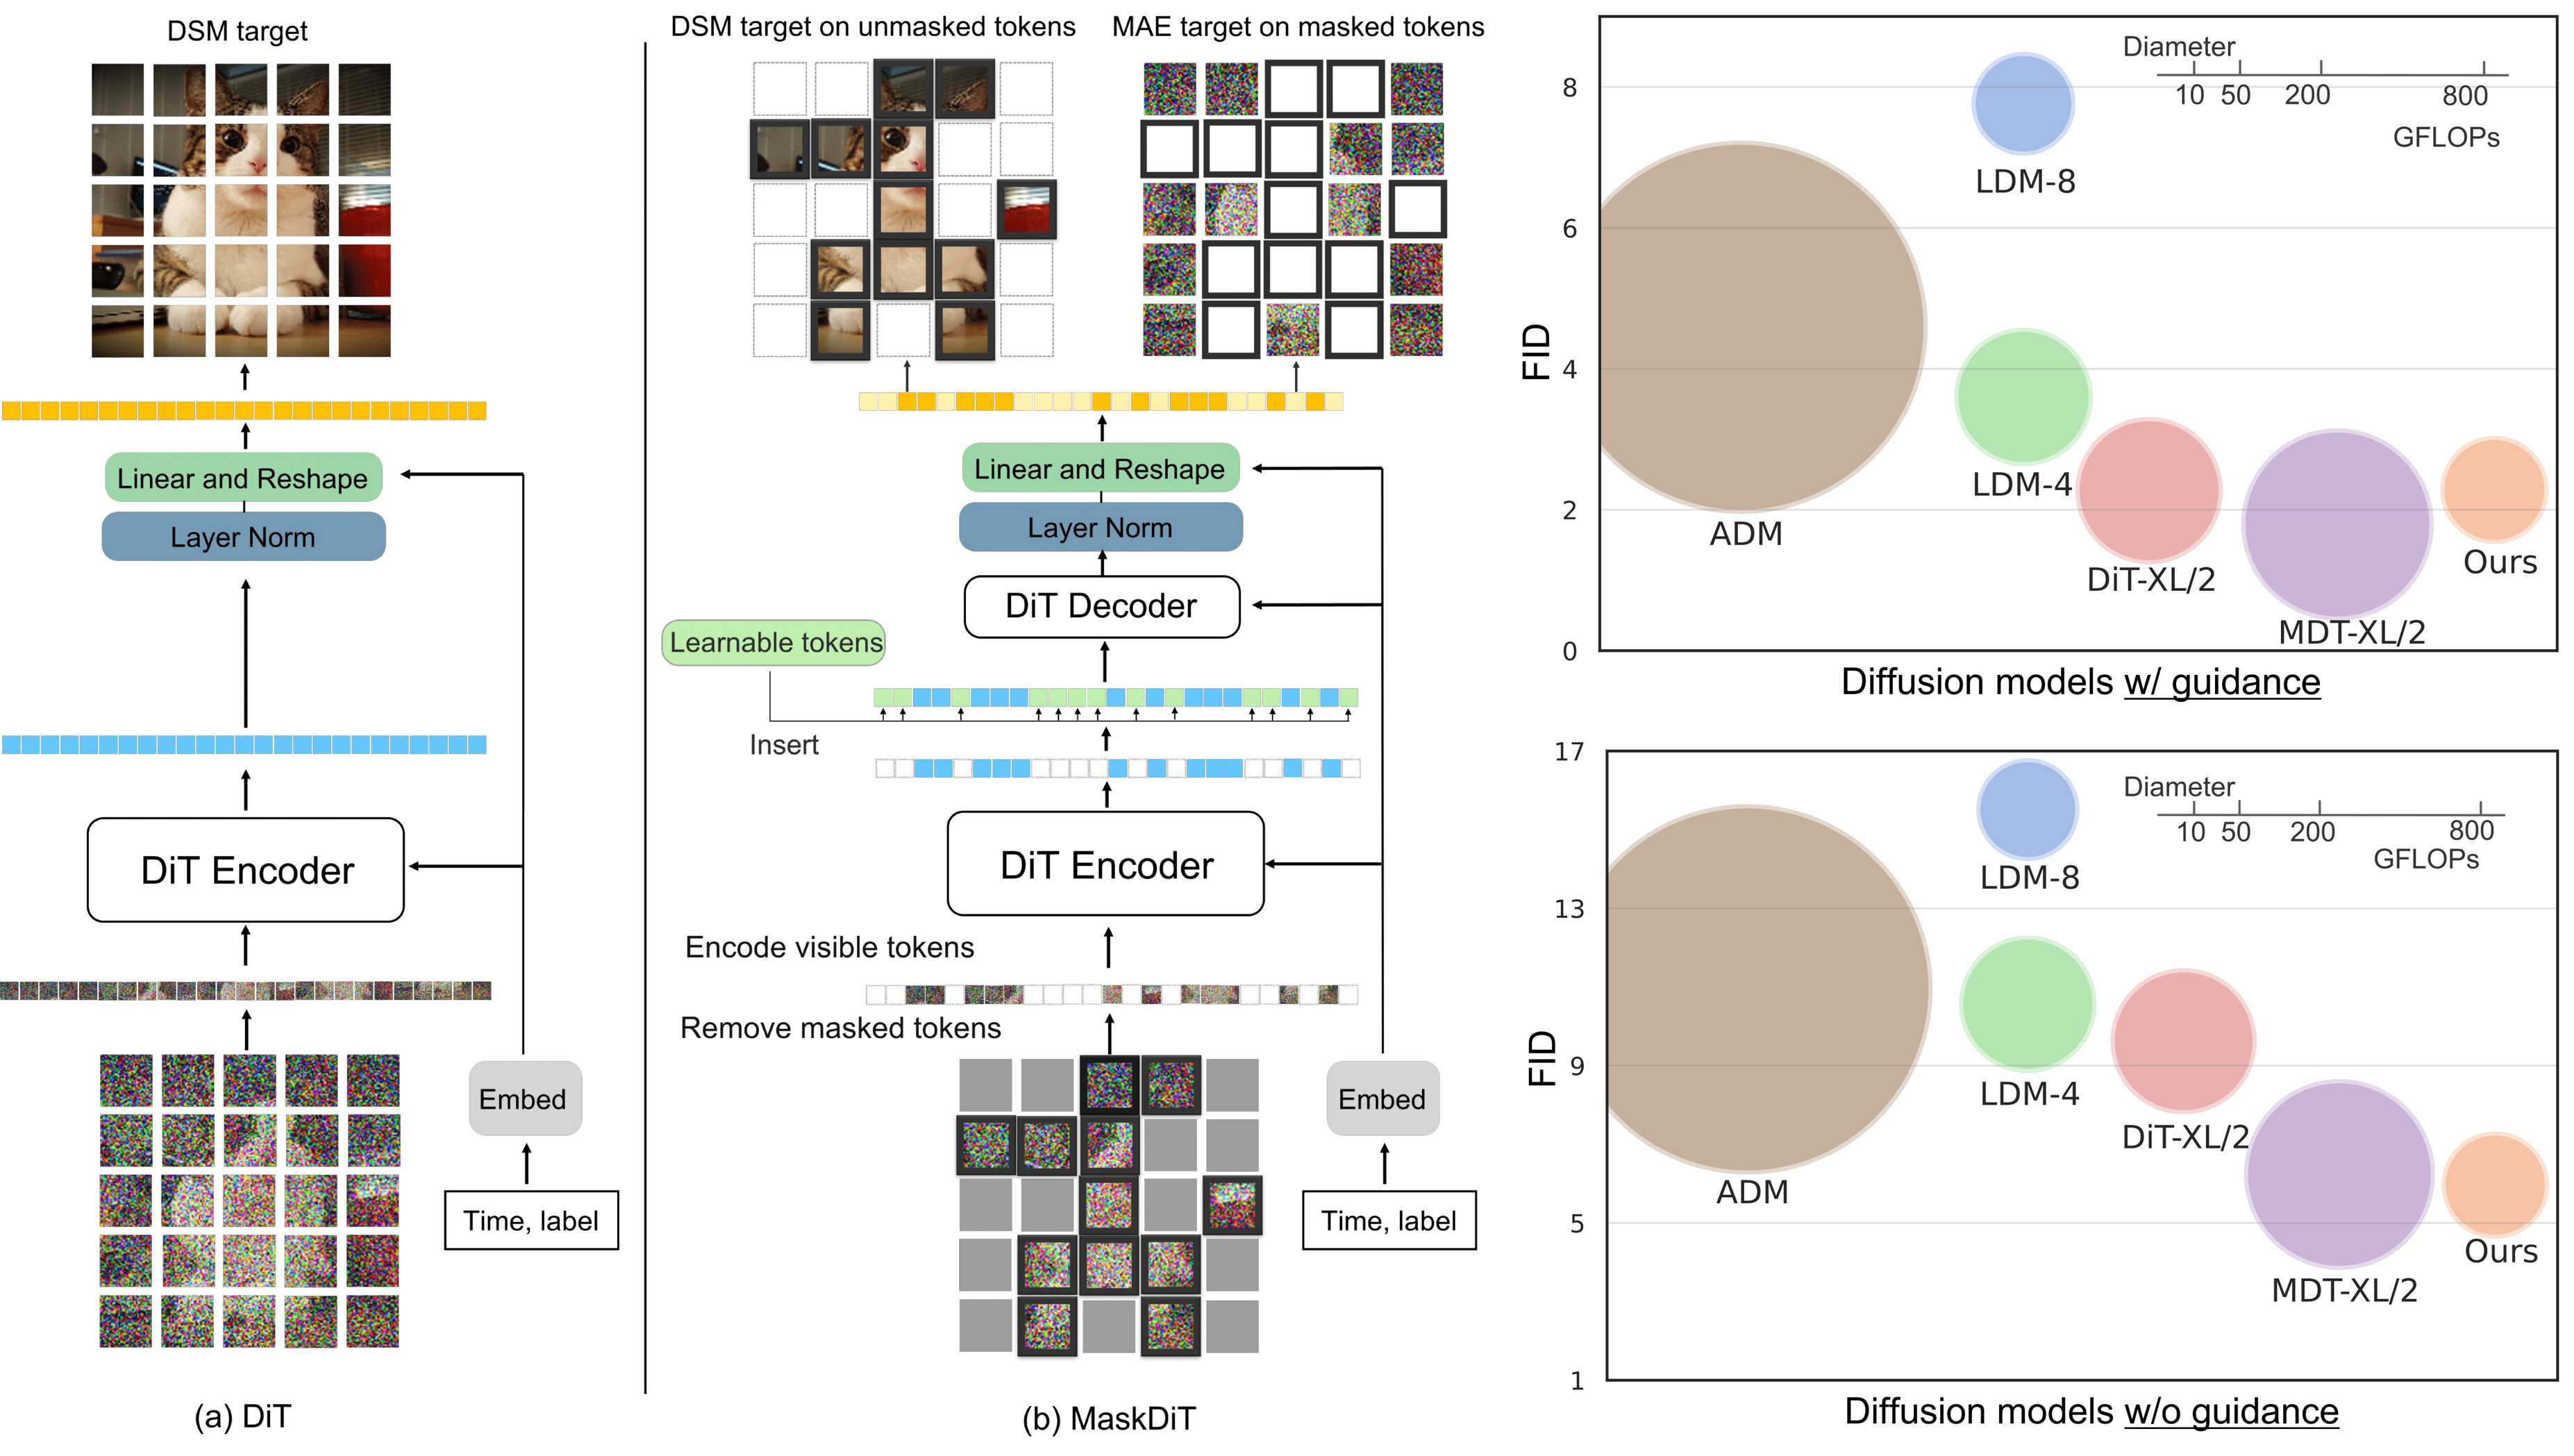 DSM target
Linear and Reshape
Layer Norm
DiT Encoder
Embed
Time, label
(a) DiT
DSM target on unmasked tokens
MAE target on masked tokens
Linear and Reshape
Layer Norm
DiT Decoder
Learnable tokens
Insert
DiT Encoder
Encode visible tokens
Remove masked tokens
Embed
Time, label
(b) MaskDiT
FID
8
6
4
2
0
Diameter
10 50 200 800
GFLOPs
LDM-8
ADM
LDM-4
DiT-XL/2
MDT-XL/2
Ours
Diffusion models w/ guidance
FID
17
13
9
5
1
Diameter
10 50 200 800
GFLOPs
LDM-8
ADM
LDM-4
DiT-XL/2
MDT-XL/2
Ours
Diffusion models w/o guidance